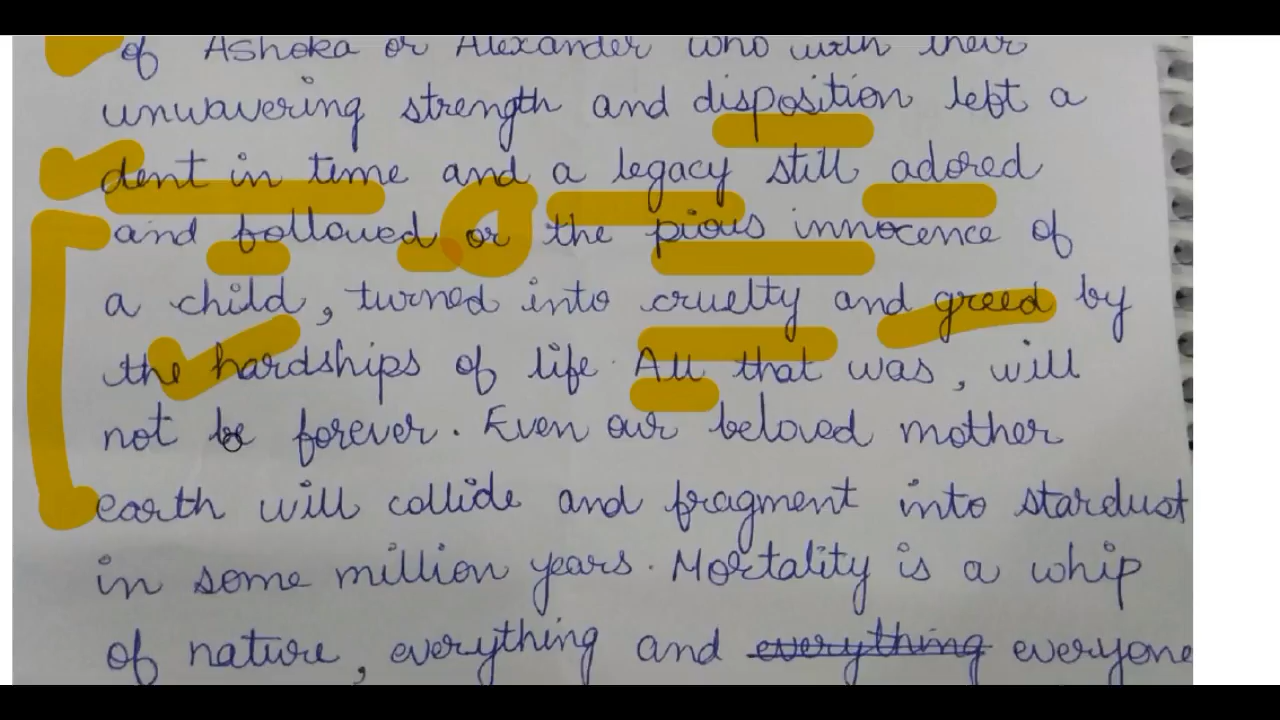 of Ashoka or Alexander who with their
unwavering strength and disposition left a
dent in time and a legacy still adored
and followed or the pious innocence of
a child, turned into cruelty and greed by
the hardships of life. All that was, will
not be forever. Even our beloved mother
earth will collide and fragment into stardust
in some million years. Mortality is a whip
of nature, everything and everything everyone